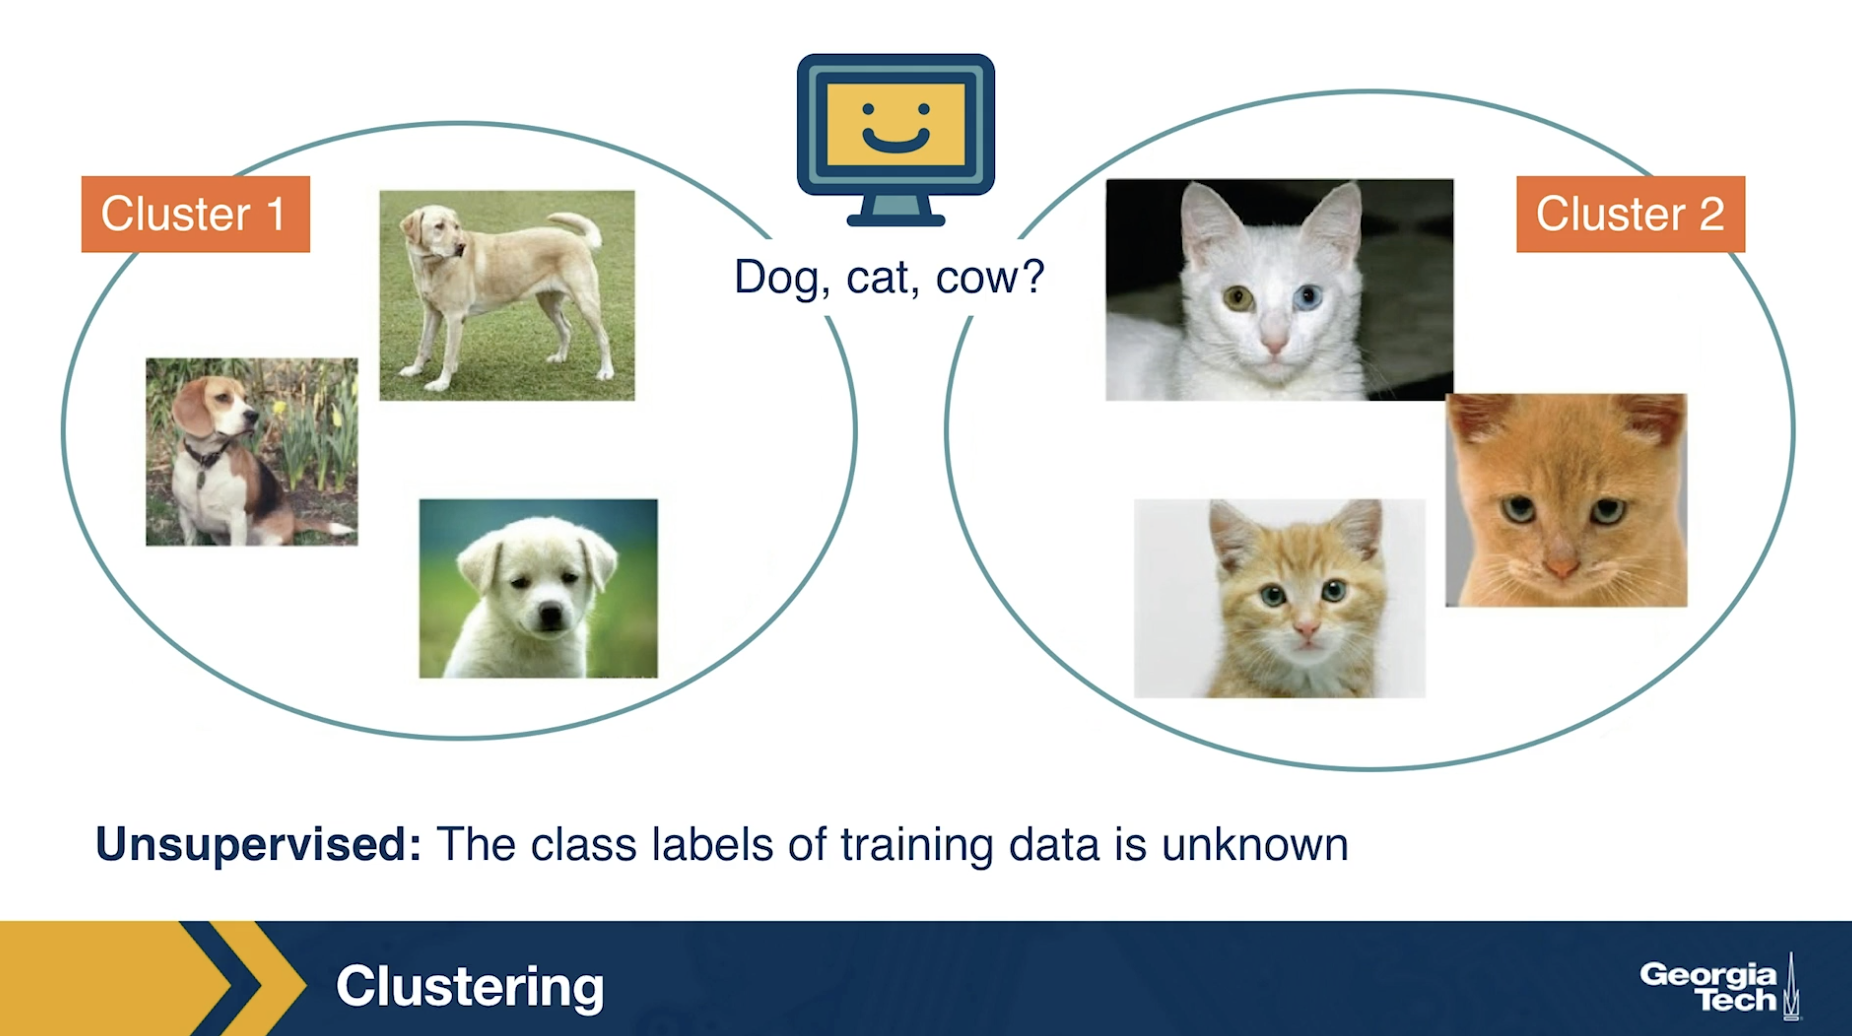 Cluster 1
Dog, cat, cow?
Cluster 2
Unsupervised: The class labels of training data is unknown
Clustering
Georgia
Tech